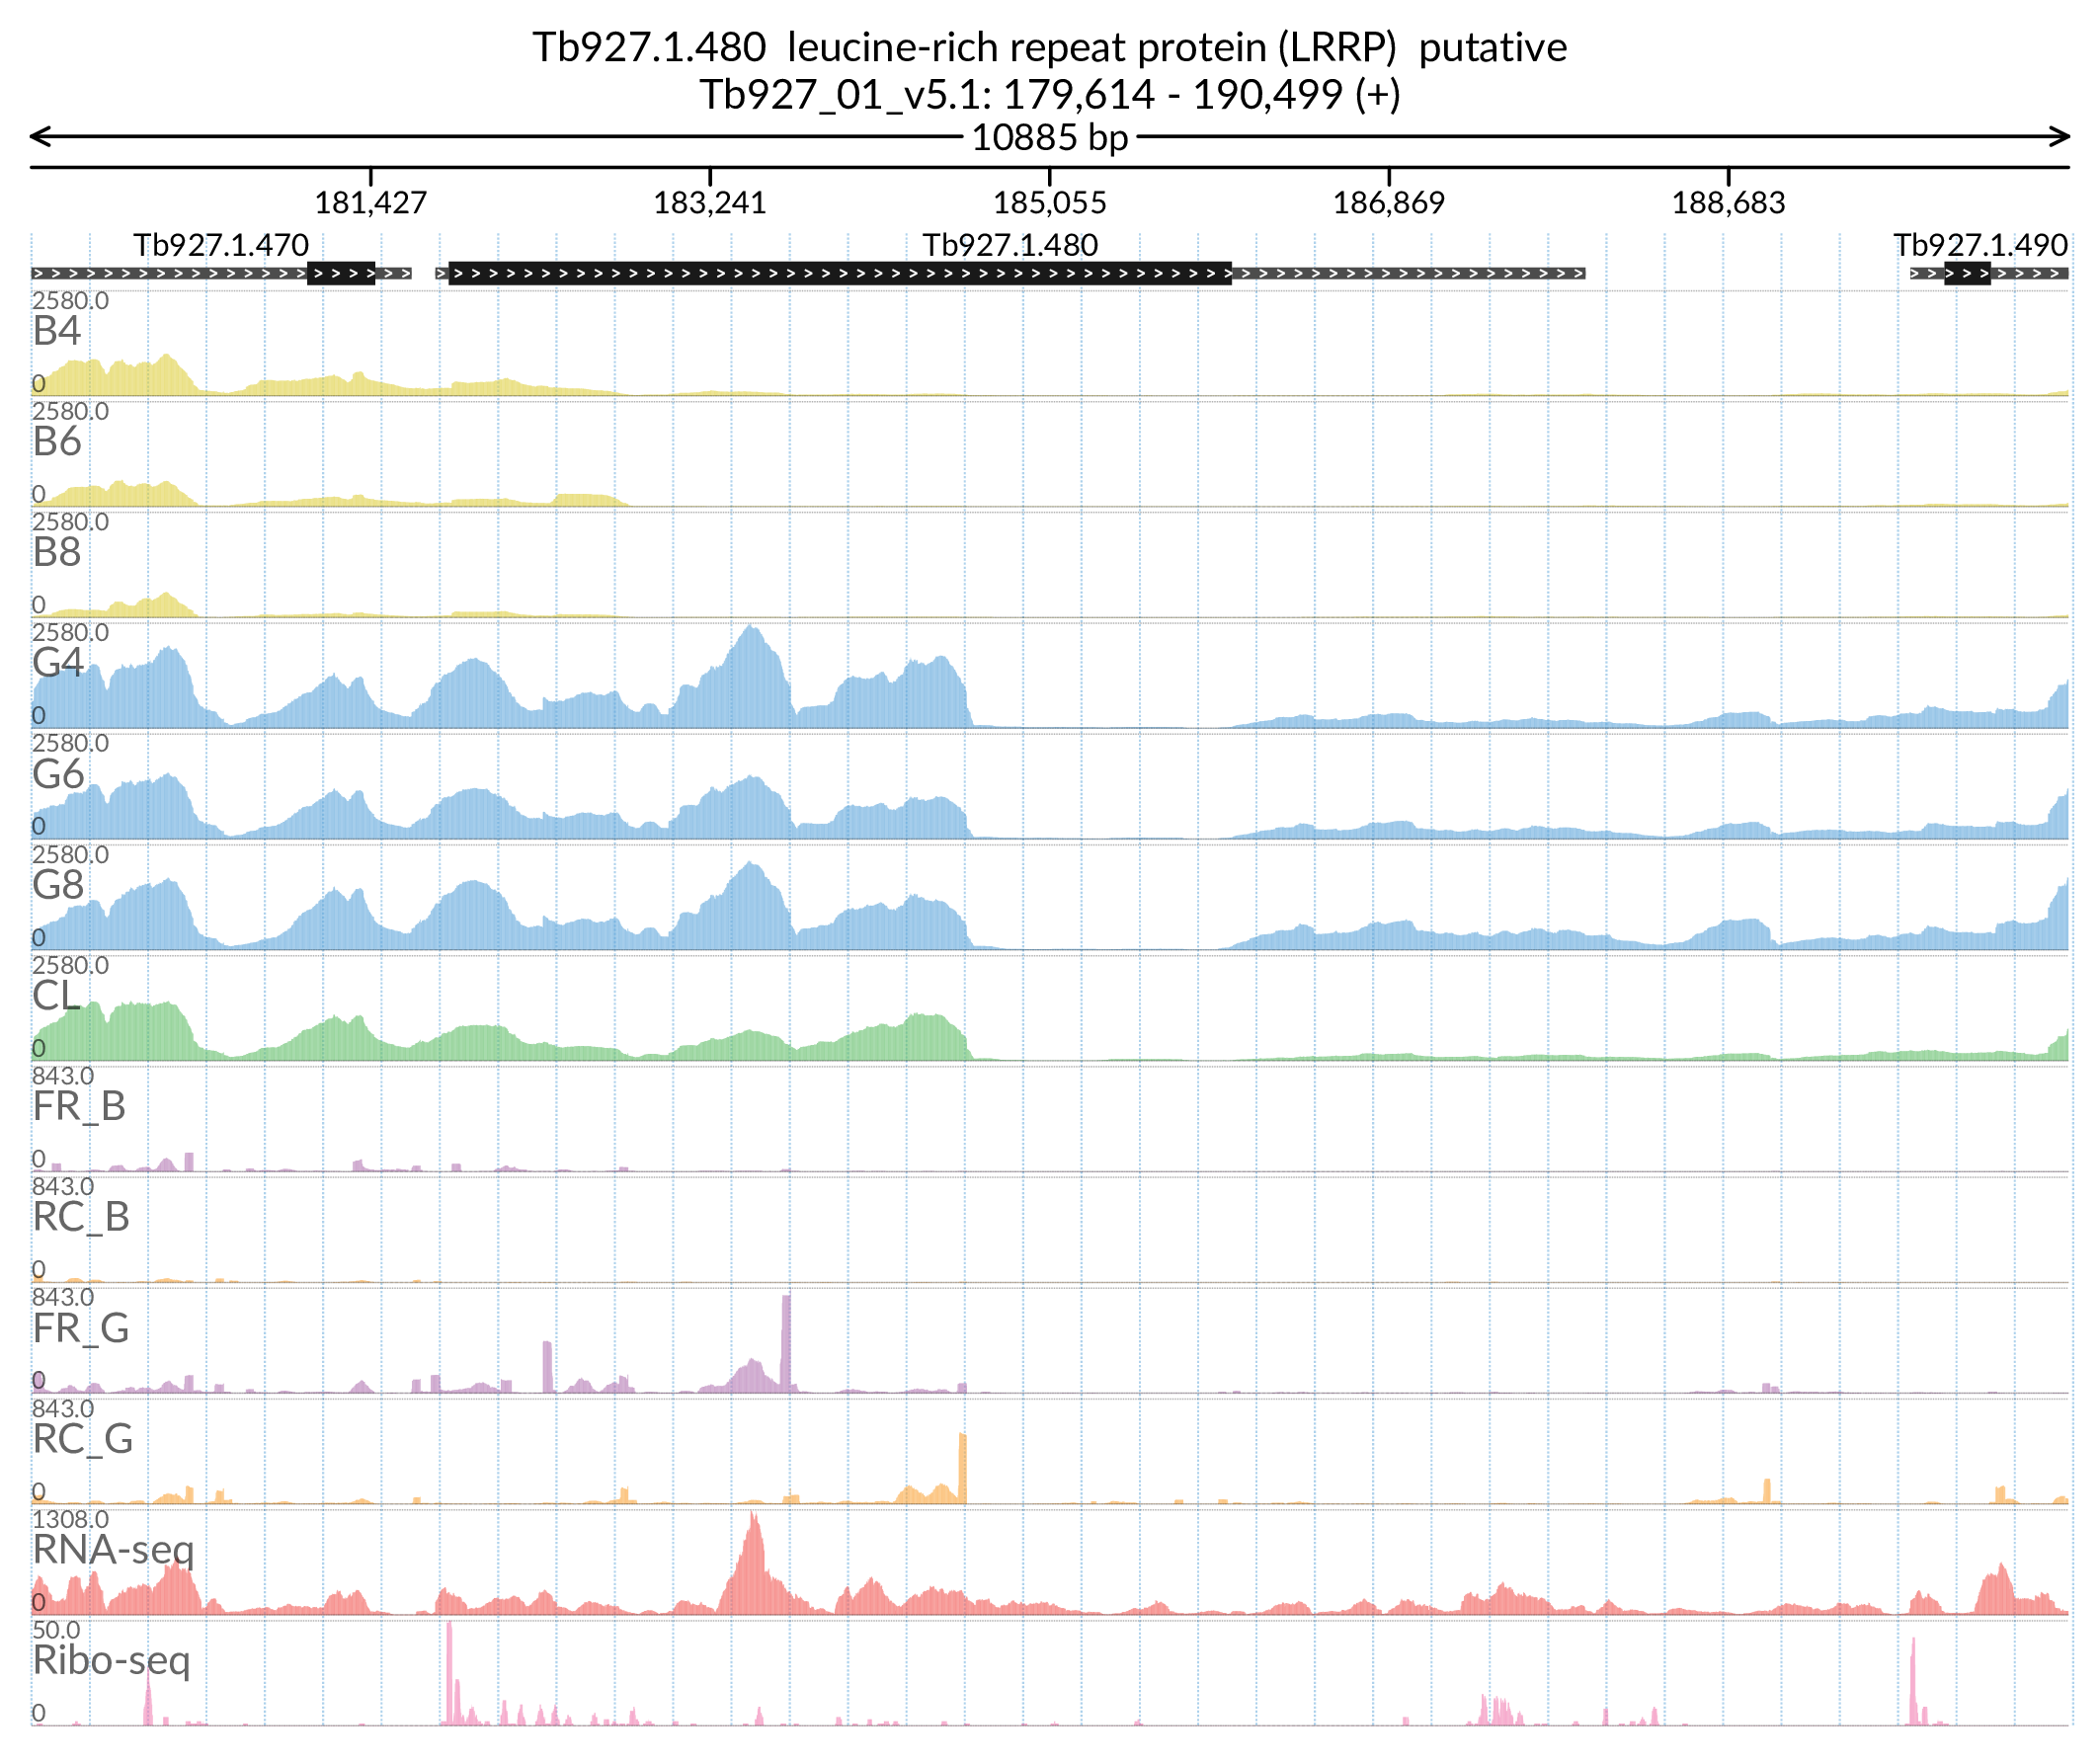 Tb927.1.480 leucine-rich repeat protein (LRRP) putative
Tb927_01_v5.1: 179,614 - 190,499 (+)
10885 bp
181,427 183,241 185,055 186,869 188,683
Tb927.1.470 Tb927.1.480 Tb927.1.490
2580.0
B4
0
2580.0
B6
0
2580.0
B8
0
2580.0
G4
0
2580.0
G6
0
2580.0
G8
0
2580.0
CL
0
843.0
FR_B
0
843.0
RC_B
0
843.0
FR_G
0
843.0
RC_G
0
1308.0
RNA-seq
0
50.0
Ribo-seq
0